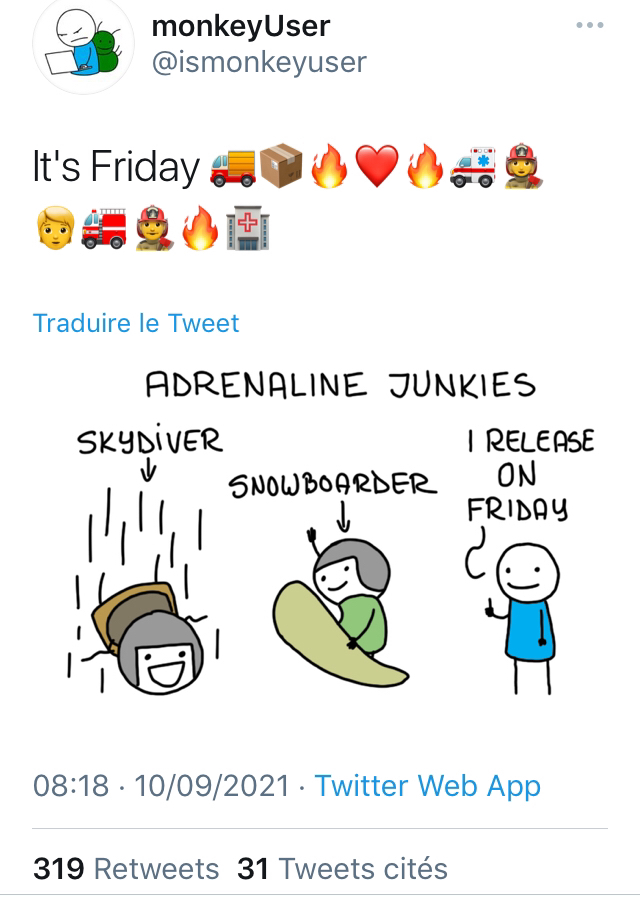 monkeyUser
@ismonkeyuser
It's Friday 🚚📦🔥❤️🔥🚑👩‍🚒
🧑🚒👩‍🚒🔥🏥
Traduire le Tweet
ADRENALINE JUNKIES
SKYDIVER
SNOWBOARDER
I RELEASE
ON
FRIDAY
08:18 · 10/09/2021 · Twitter Web App
319 Retweets 31 Tweets cités